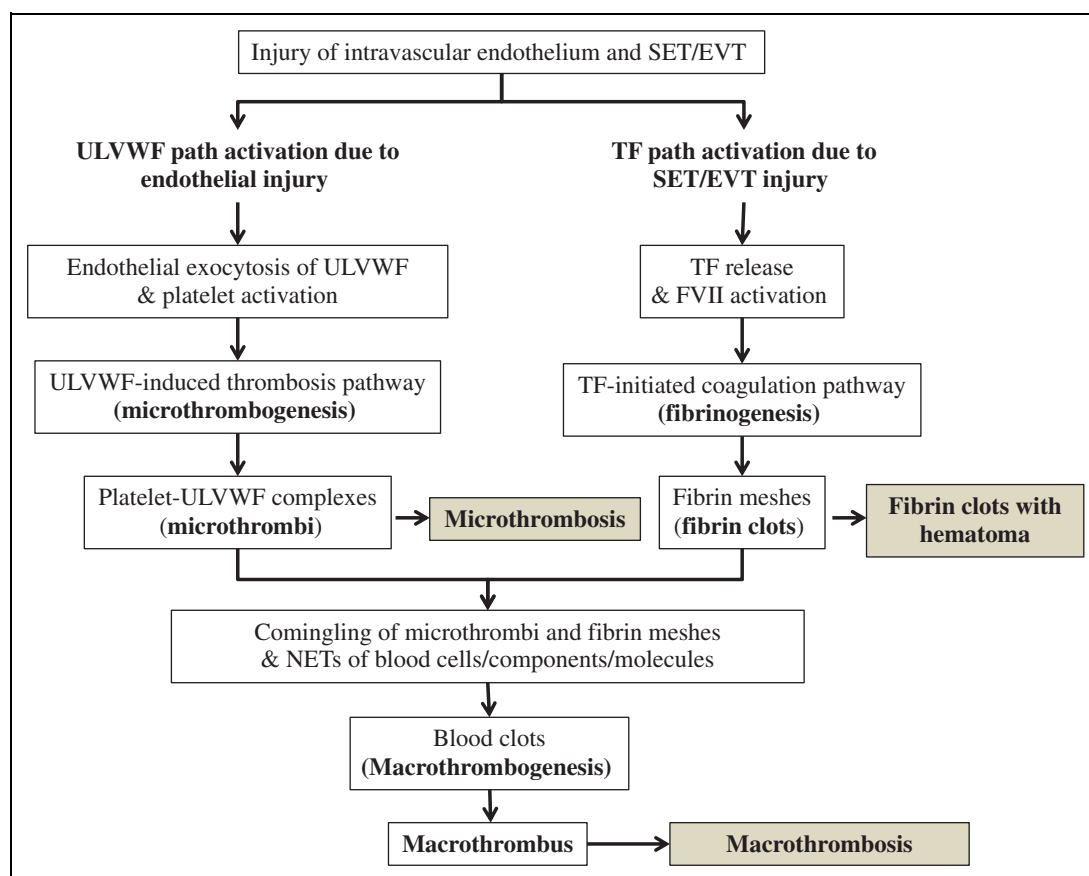 Injury of intravascular endothelium and SET/EVT
ULVWF path activation due to
endothelial injury
TF path activation due to
SET/EVT injury
Endothelial exocytosis of ULVWF
& platelet activation
TF release
& FVII activation
ULVWF-induced thrombosis pathway
(microthrombogenesis)
TF-initiated coagulation pathway
(fibrinogenesis)
Platelet-ULVWF complexes
(microthrombi)
Microthrombosis
Fibrin meshes
(fibrin clots)
Fibrin clots with
hematoma
Comingling of microthrombi and fibrin meshes
& NETs of blood cells/components/molecules
Blood clots
(Macrothrombogenesis)
Macrothrombus
Macrothrombosis